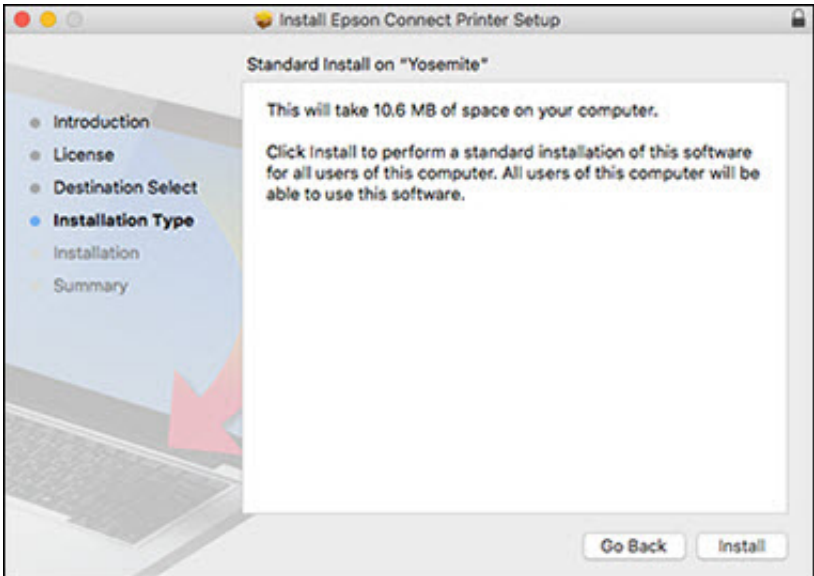 Install Epson Connect Printer Setup
Standard Install on "Yosemite"
Introduction
License
Destination Select
Installation Type
Installation
Summary
This will take 10.6 MB of space on your computer.
Click Install to perform a standard installation of this software
for all users of this computer. All users of this computer will be
able to use this software.
Go Back
Install